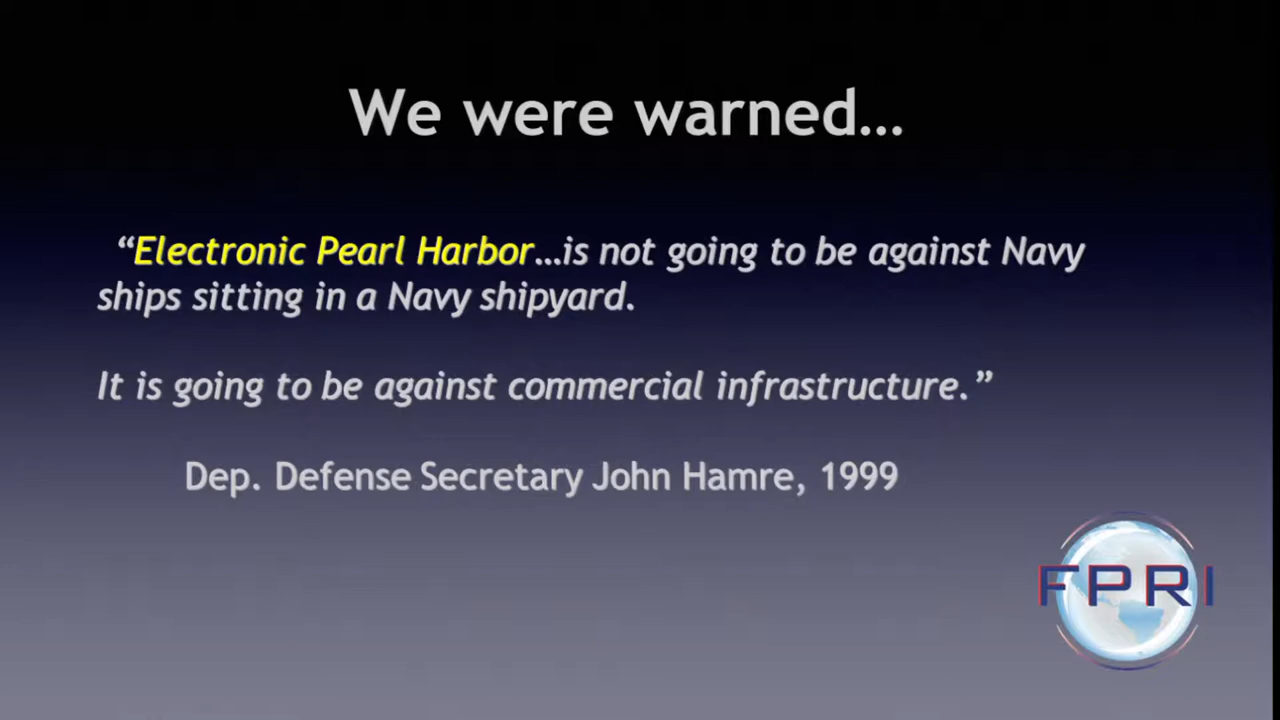 We were warned…
“Electronic Pearl Harbor…is not going to be against Navy
ships sitting in a Navy shipyard.
It is going to be against commercial infrastructure.”
Dep. Defense Secretary John Hamre, 1999
FPRI